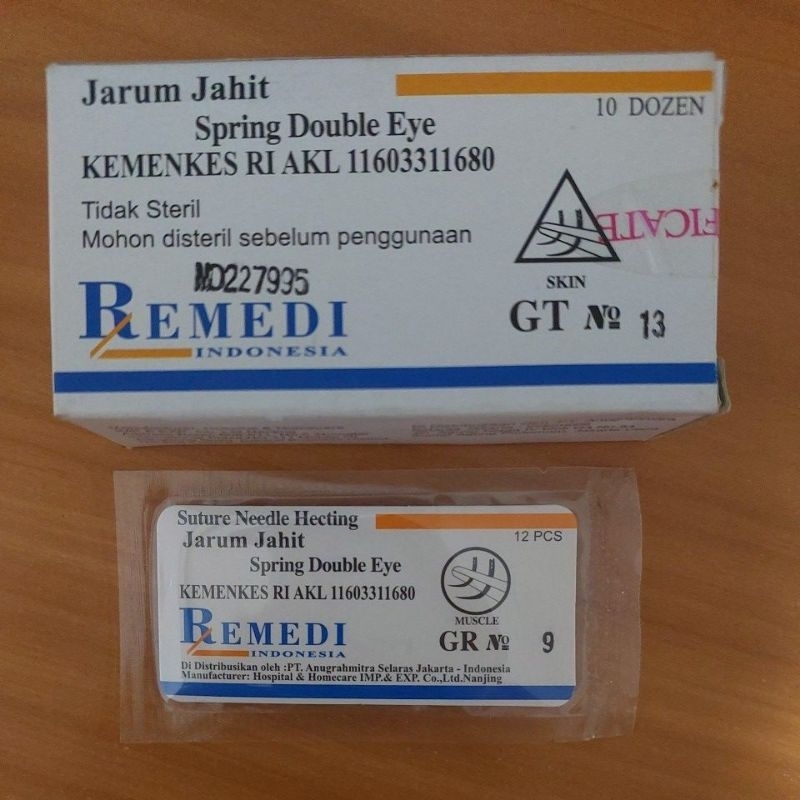 Jarum Jahit
10 DOZEN
Spring Double Eye
KEMENKES RI AKL 11603311680
Tidak Steril
Mohon disteril sebelum penggunaan
FICATE
ND227995
SKIN
REMEDI
INDONESIA
GT No 13
Suture Needle Hecting
Jarum Jahit
12 PCS
Spring Double Eye
KEMENKES RI AKL 11603311680
MUSCLE
REMEDI
INDONESIA
GR No 9
Di Distribusikan oleh :PT. Anugrahmitra Selaras Jakarta - Indonesia
Manufacturer: Hospital & Homecare IMP.& EXP. Co.,Ltd.Nanjing